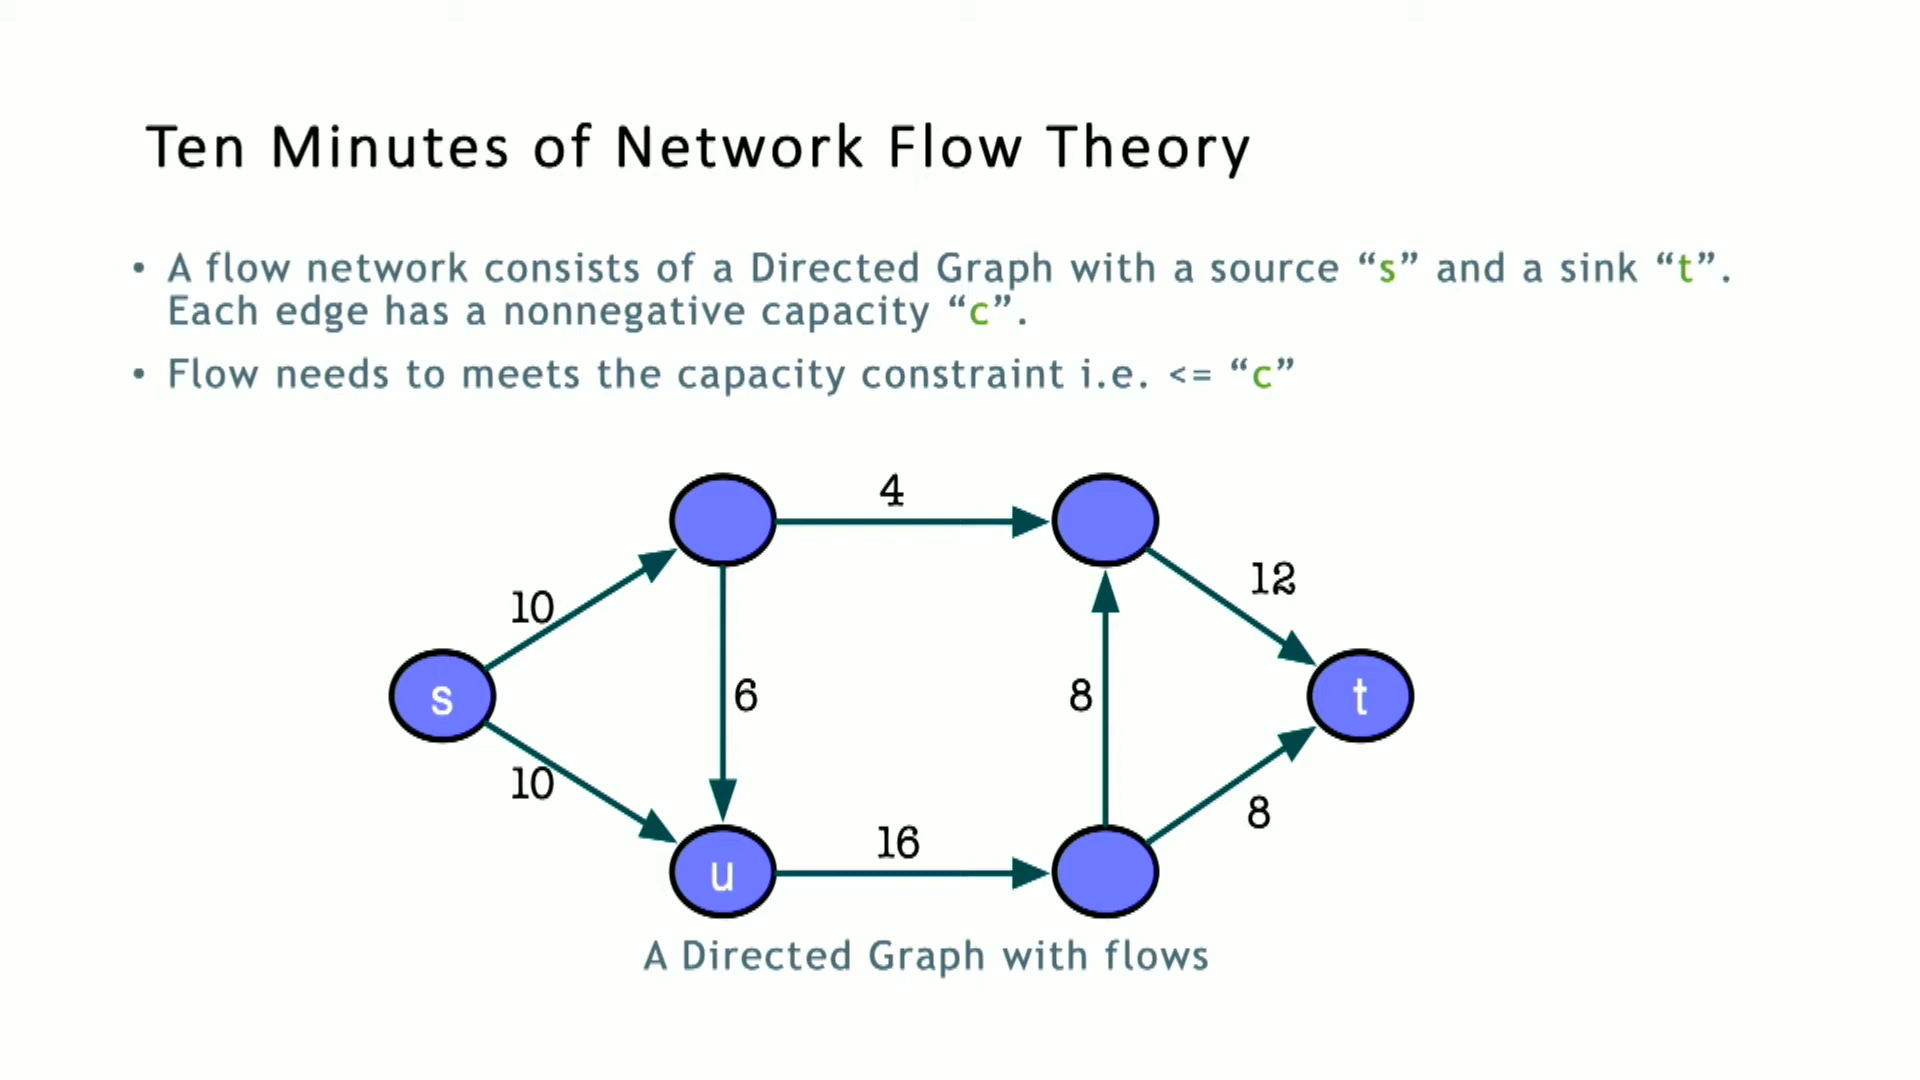 Ten Minutes of Network Flow Theory
• A flow network consists of a Directed Graph with a source “s” and a sink “t”.
Each edge has a nonnegative capacity “c”.
• Flow needs to meets the capacity constraint i.e. <= “c”
4
12
10
s
6
8
t
10
8
16
u
A Directed Graph with flows